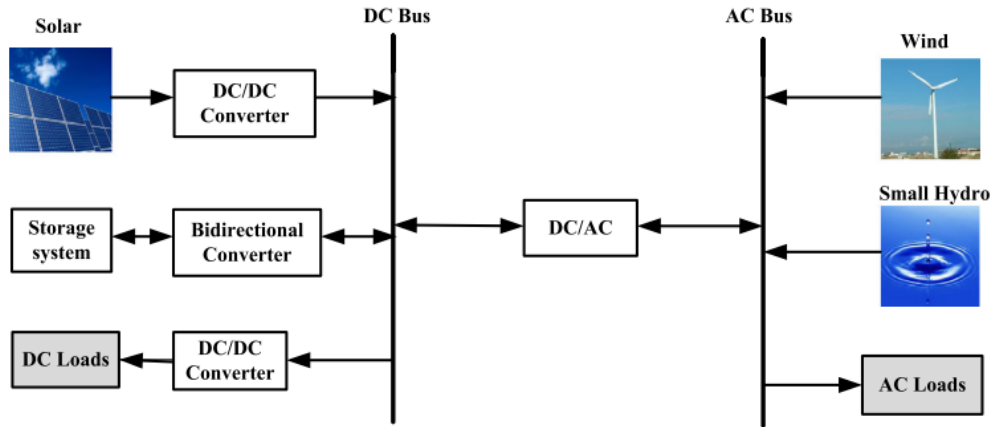 Solar
DC/DC
Converter
Storage
system
Bidirectional
Converter
DC Loads
DC/DC
Converter
DC Bus
DC/AC
AC Bus
Wind
Small Hydro
AC Loads